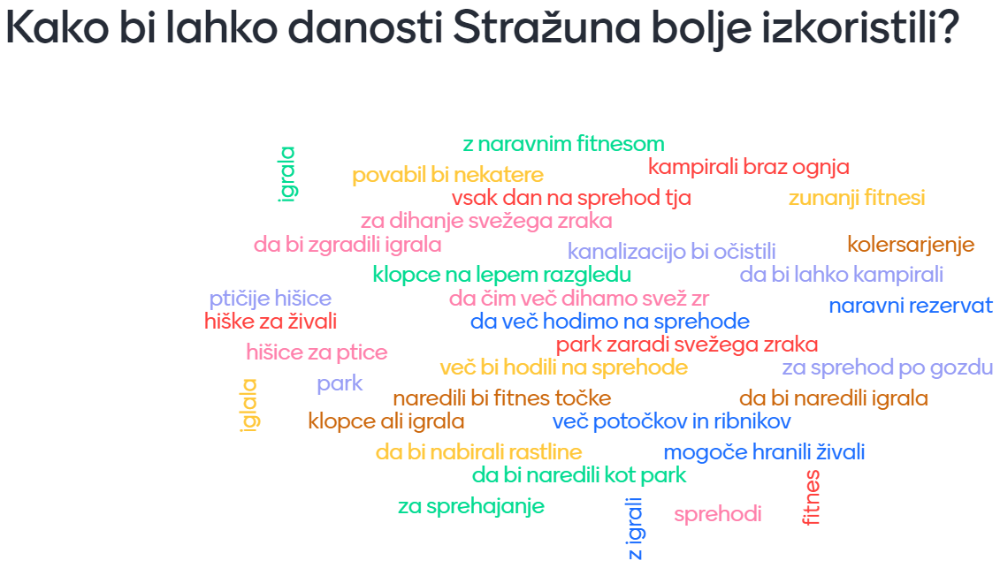 Kako bi lahko danosti Stražuna bolje izkoristili?
z naravnim fitnesom
igrala
povabil bi nekatere
kampirali braz ognja
vsak dan na sprehod tja
zunanji fitnesi
za dihanje svežega zraka
da bi zgradili igrala
kanalizacijo bi očistili
kolersarjenje
klopce na lepem razgledu
da bi lahko kampirali
ptičije hišice
da čim več dihamo svež zr
naravni rezervat
hiške za živali
da več hodimo na sprehode
park zaradi svežega zraka
hišice za ptice
več bi hodili na sprehode
za sprehod po gozdu
park
iglala
naredili bi fitnes točke
da bi naredili igrala
klopce ali igrala
več potočkov in ribnikov
da bi nabirali rastline
mogoče hranili živali
da bi naredili kot park
fitnes
za sprehajanje
z igrali
sprehodi